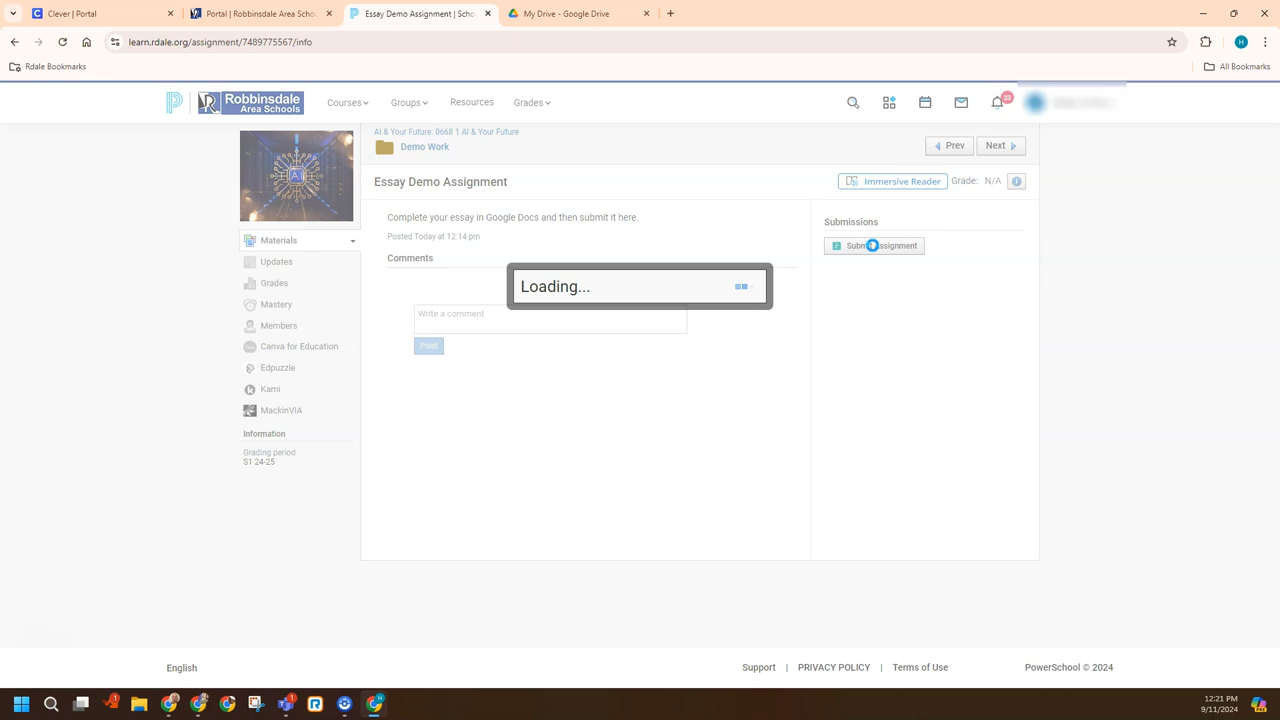 Clever | Portal
Portal | Robbinsdale Area Schoo
Essay Demo Assignment | Scho
My Drive - Google Drive
learn.rdale.org/assignment/7489775567/info
Rdale Bookmarks
All Bookmarks
Robbinsdale
Area Schools
Courses
Groups
Resources
Grades
33
AI & Your Future: 0668 1 AI & Your Future
Demo Work
Prev
Next
Essay Demo Assignment
Immersive Reader
Grade: N/A
AI
Complete your essay in Google Docs and then submit it here.
Posted Today at 12:14 pm
Comments
Submissions
Submit Assignment
Loading...
Write a comment
Post
Materials
Updates
Grades
Mastery
Members
Canva for Education
Edpuzzle
Kami
MackinVIA
Information
Grading period
S1 24-25
English
Support | PRIVACY POLICY | Terms of Use
PowerSchool © 2024
12:21 PM
9/11/2024